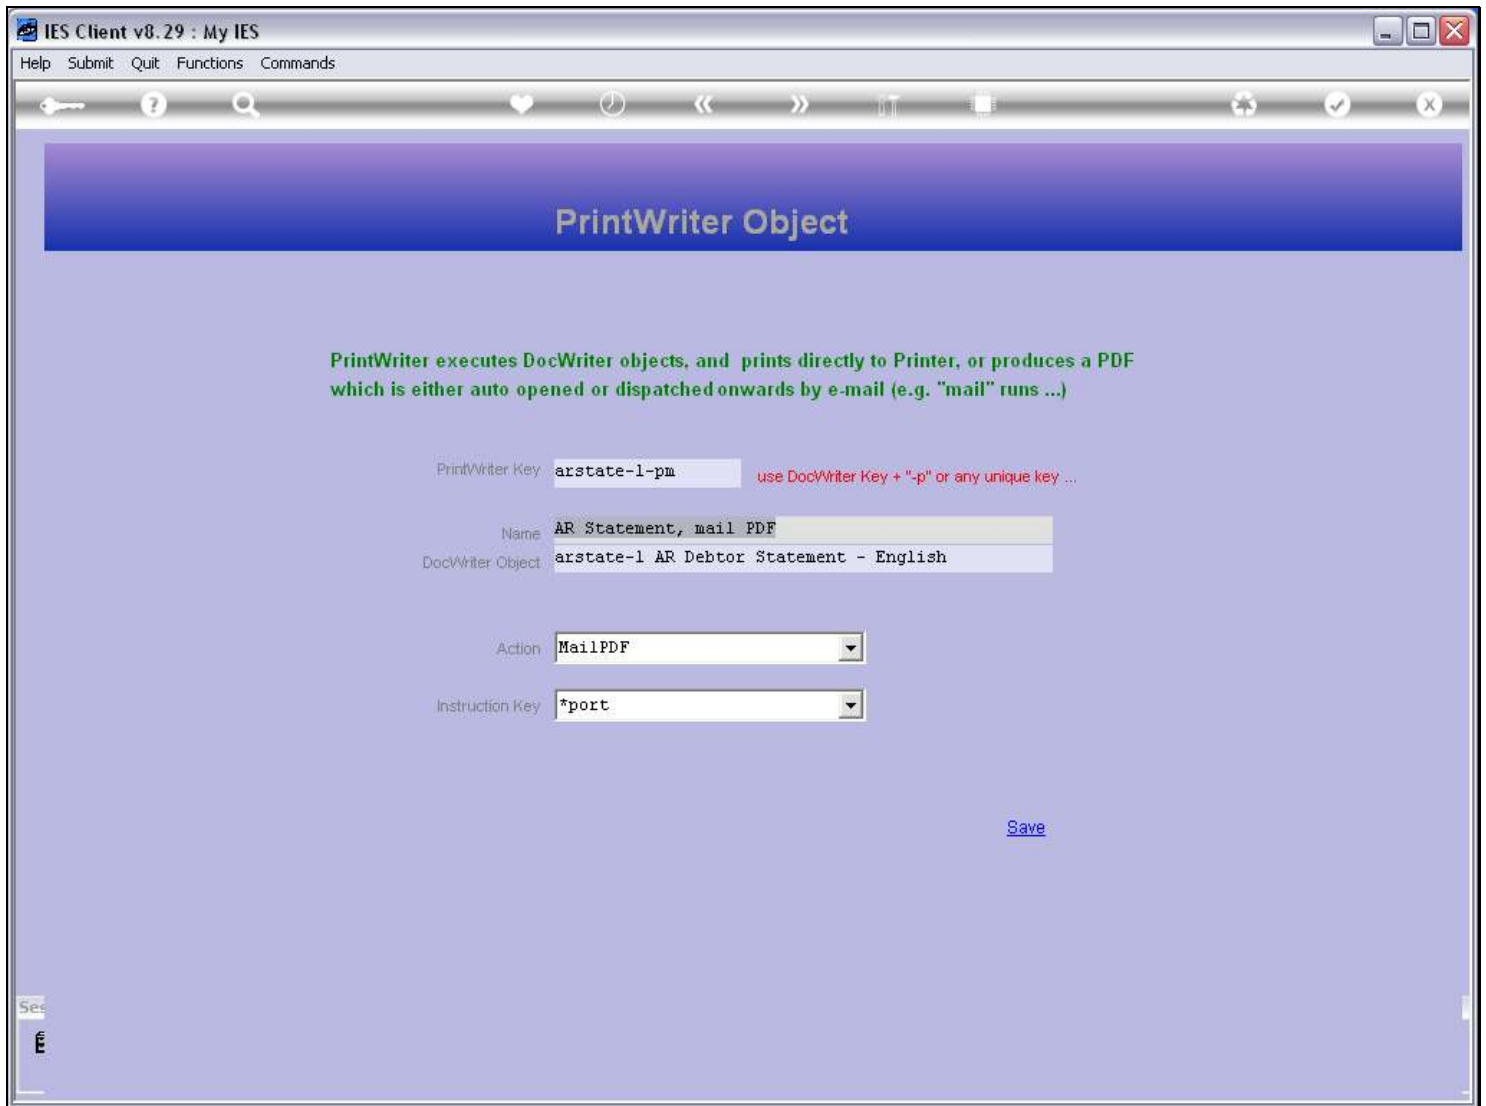 IES Client v8.29 : My IES
Help Submit Quit Functions Commands
PrintWriter Object
PrintWriter executes DocWriter objects, and prints directly to Printer, or produces a PDF
which is either auto opened or dispatched onwards by e-mail (e.g. "mail" runs ...)
PrintWriter Key arstate-1-pm use DocWriter Key + "-p" or any unique key ...
Name AR Statement, mail PDF
DocWriter Object arstate-1 AR Debtor Statement - English
Action MailPDF
Instruction Key *port
Save
Ses